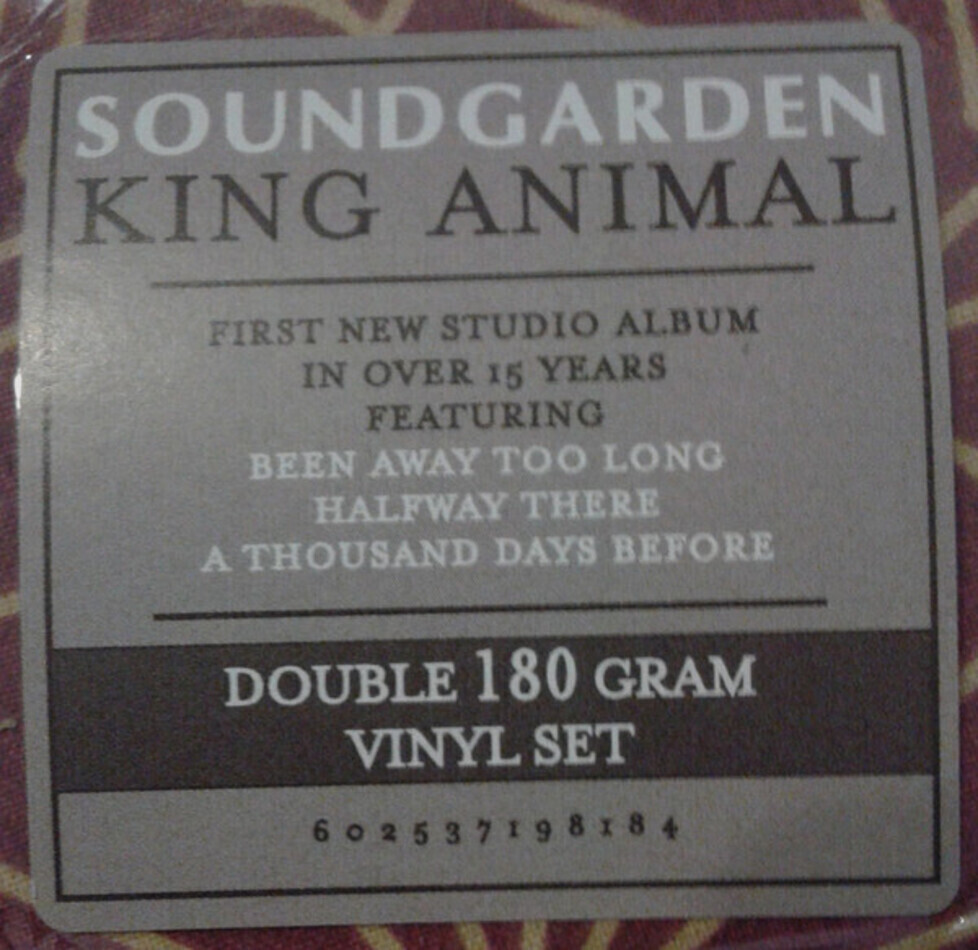 SOUNDGARDEN
KING ANIMAL
FIRST NEW STUDIO ALBUM
IN OVER 15 YEARS
FEATURING
BEEN AWAY TOO LONG
HALFWAY THERE
A THOUSAND DAYS BEFORE
DOUBLE 180 GRAM
VINYL SET
602537198184